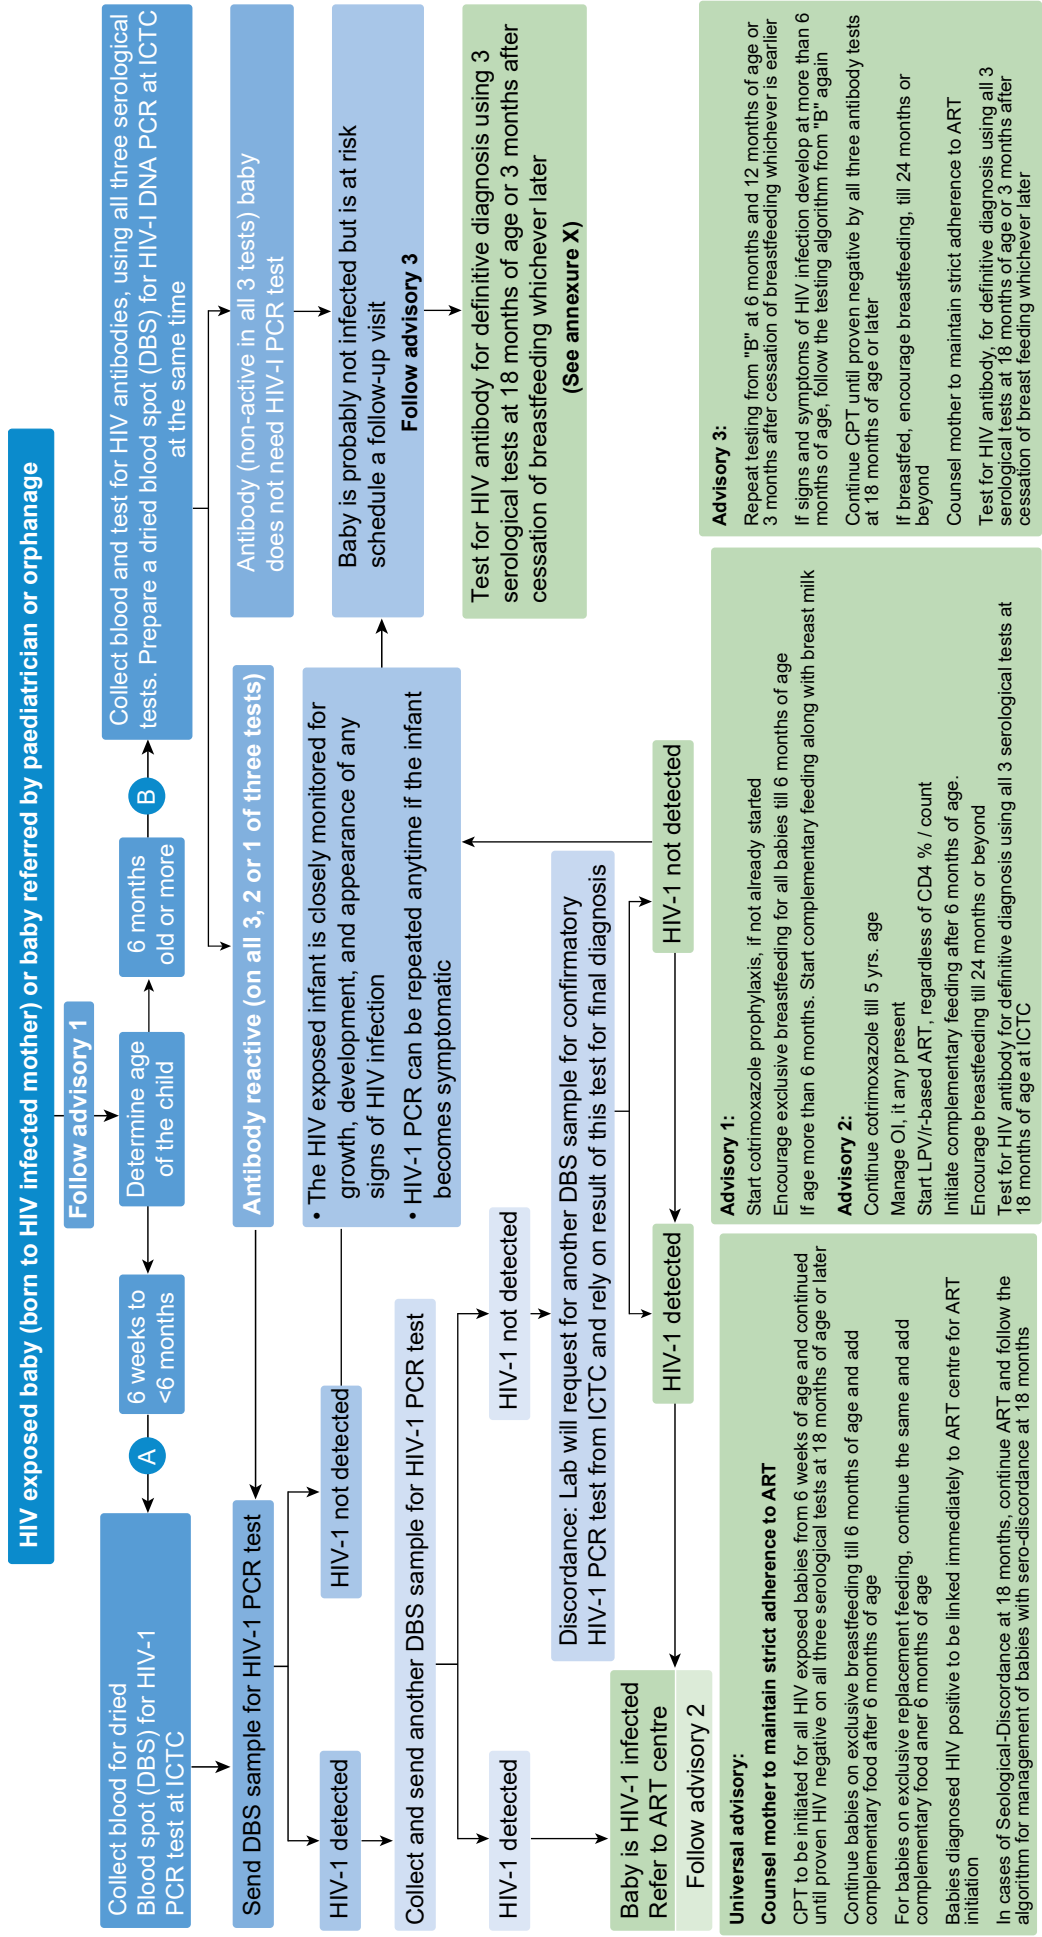 HIV exposed baby (born to HIV infected mother) or baby referred by paediatrician or orphanage
Follow advisory 1
Determine age
of the child
6 weeks to
<6 months
6 months
old or more
A
B
Collect blood for dried
Blood spot (DBS) for HIV-1
PCR test at ICTC
Collect blood and test for HIV antibodies, using all three serological
tests. Prepare a dried blood spot (DBS) for HIV-I DNA PCR at ICTC
at the same time
Send DBS sample for HIV-1 PCR test
Antibody reactive (on all 3, 2 or 1 of three tests)
Antibody (non-active in all 3 tests) baby
does not need HIV-I PCR test
HIV-1 detected
HIV-1 not detected
• The HIV exposed infant is closely monitored for
growth, development, and appearance of any
signs of HIV infection
• HIV-1 PCR can be repeated anytime if the infant
becomes symptomatic
Baby is probably not infected but is at risk
schedule a follow-up visit
Follow advisory 3
Collect and send another DBS sample for HIV-1 PCR test
Test for HIV antibody for definitive diagnosis using 3
serological tests at 18 months of age or 3 months after
cessation of breastfeeding whichever later
(See annexure X)
HIV-1 detected
HIV-1 not detected
Discordance: Lab will request for another DBS sample for confirmatory
HIV-1 PCR test from ICTC and rely on result of this test for final diagnosis
Baby is HIV-1 infected
Refer to ART centre
Follow advisory 2
HIV-1 detected
HIV-1 not detected
Universal advisory:
Counsel mother to maintain strict adherence to ART
CPT to be initiated for all HIV exposed babies from 6 weeks of age and continued
until proven HIV negative on all three serological tests at 18 months of age or later
Continue babies on exclusive breastfeeding till 6 months of age and add
complementary food after 6 months of age
For babies on exclusive replacement feeding, continue the same and add
complementary food aner 6 months of age
Babies diagnosed HIV positive to be linked immediately to ART centre for ART
initiation
In cases of Seological-Discordance at 18 months, continue ART and follow the
algorithm for management of babies with sero-discordance at 18 months
Advisory 1:
Start cotrimoxazole prophylaxis, if not already started
Encourage exclusive breastfeeding for all babies till 6 months of age
If age more than 6 months. Start complementary feeding along with breast milk
Advisory 2:
Continue cotrimoxazole till 5 yrs. age
Manage OI, it any present
Start LPV/r-based ART, regardless of CD4 % / count
Initiate complementary feeding after 6 months of age.
Encourage breastfeeding till 24 months or beyond
Test for HIV antibody for definitive diagnosis using all 3 serological tests at
18 months of age at ICTC
Advisory 3:
Repeat testing from "B" at 6 months and 12 months of age or
3 months after cessation of breastfeeding whichever is earlier
If signs and symptoms of HIV infection develop at more than 6
months of age, follow the testing algorithm from "B" again
Continue CPT until proven negative by all three antibody tests
at 18 months of age or later
If breastfed, encourage breastfeeding, till 24 months or
beyond
Counsel mother to maintain strict adherence to ART
Test for HIV antibody, for definitive diagnosis using all 3
serological tests at 18 months of age or 3 months after
cessation of breast feeding whichever later